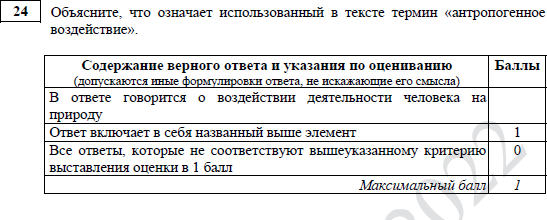 24 Объясните, что означает использованный в тексте термин «антропогенное
воздействие».
Содержание верного ответа и указания по оцениванию Баллы
(допускаются иные формулировки ответа, не искажающие его смысла)
В ответе говорится о воздействии деятельности человека на
природу
Ответ включает в себя названный выше элемент 1
Все ответы, которые не соответствуют вышеуказанному критерию 0
выставления оценки в 1 балл
Максимальный балл 1
2022